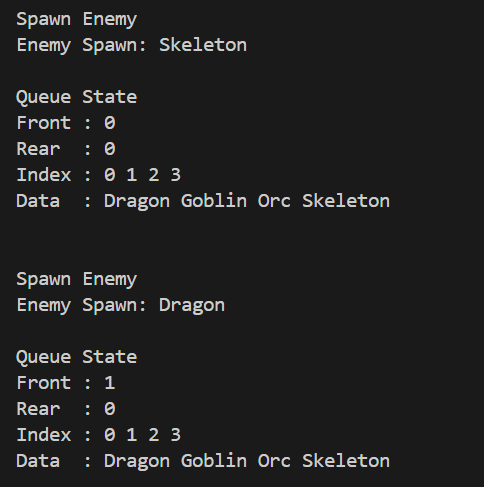 Spawn Enemy
Enemy Spawn: Skeleton
Queue State
Front : 0
Rear  : 0
Index : 0 1 2 3
Data  : Dragon Goblin Orc Skeleton
Spawn Enemy
Enemy Spawn: Dragon
Queue State
Front : 1
Rear  : 0
Index : 0 1 2 3
Data  : Dragon Goblin Orc Skeleton